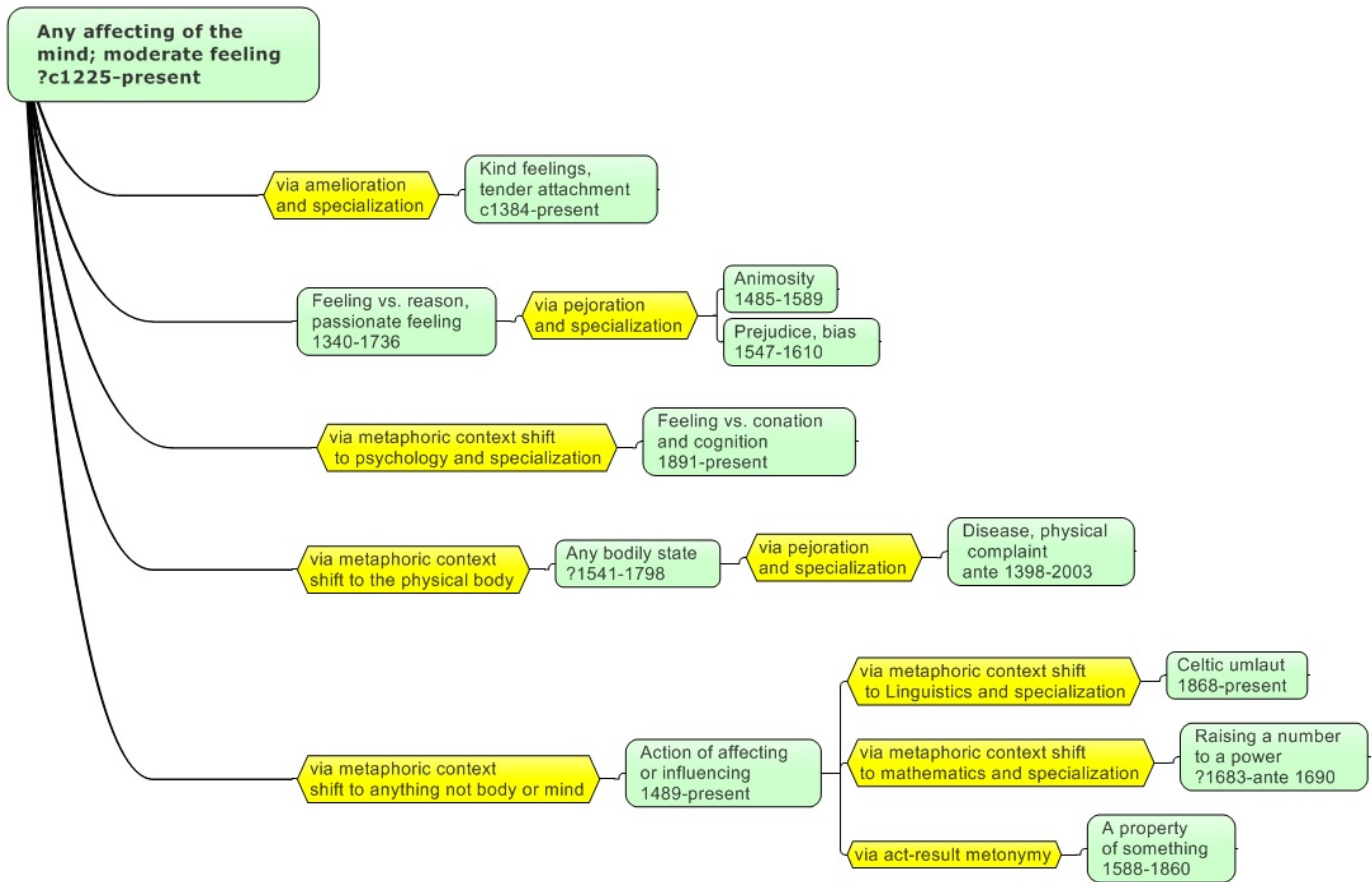 Any affecting of the
mind; moderate feeling
?c1225-present
via amelioration
and specialization
Kind feelings,
tender attachment
c1384-present
Feeling vs. reason,
passionate feeling
1340-1736
via pejoration
and specialization
Animosity
1485-1589
Prejudice, bias
1547-1610
via metaphoric context shift
to psychology and specialization
Feeling vs. conation
and cognition
1891-present
via metaphoric context
shift to the physical body
Any bodily state
?1541-1798
via pejoration
and specialization
Disease, physical
complaint
ante 1398-2003
via metaphoric context
shift to anything not body or mind
Action of affecting
or influencing
1489-present
via metaphoric context shift
to Linguistics and specialization
Celtic umlaut
1868-present
via metaphoric context shift
to mathematics and specialization
Raising a number
to a power
?1683-ante 1690
via act-result metonymy
A property
of something
1588-1860